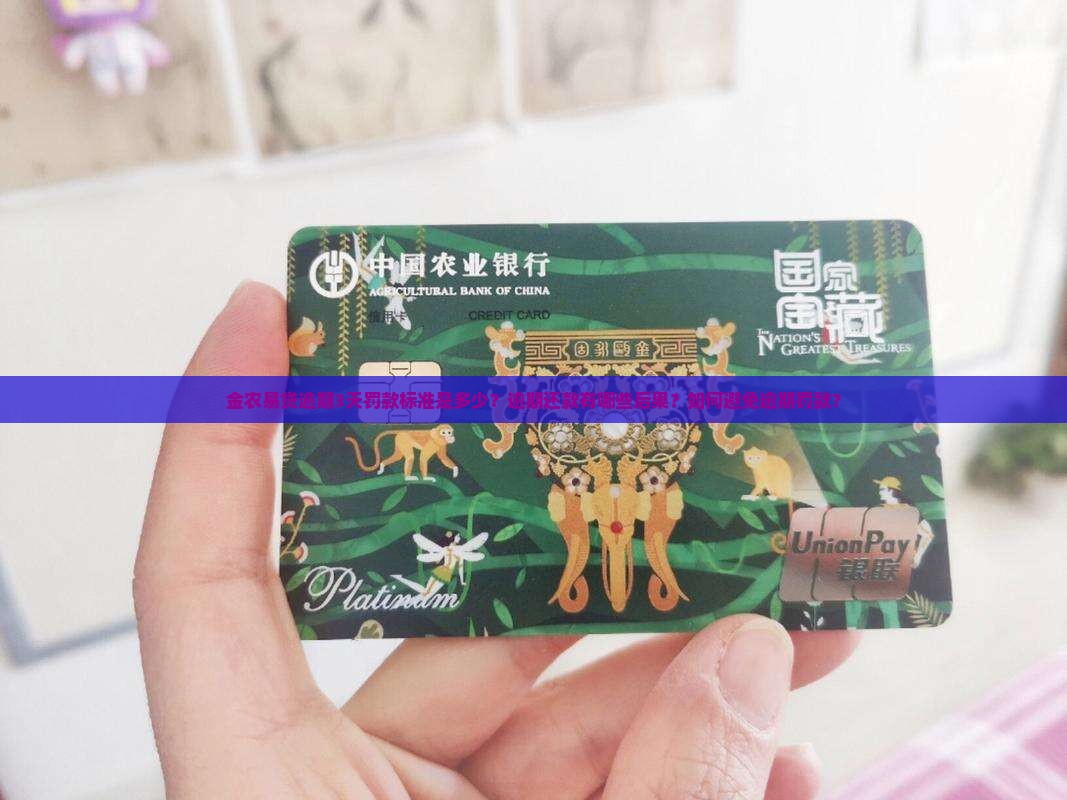 中国农业银行
AGRICULTURAL BANK OF CHINA
信用卡 CREDIT CARD
国家
宝藏
THE NATION'S
GREATEST TREASURES
金农易贷逾期3天罚款标准是多少？逾期还款有哪些后果？如何避免逾期罚款？
Platinum
UnionPay
银联